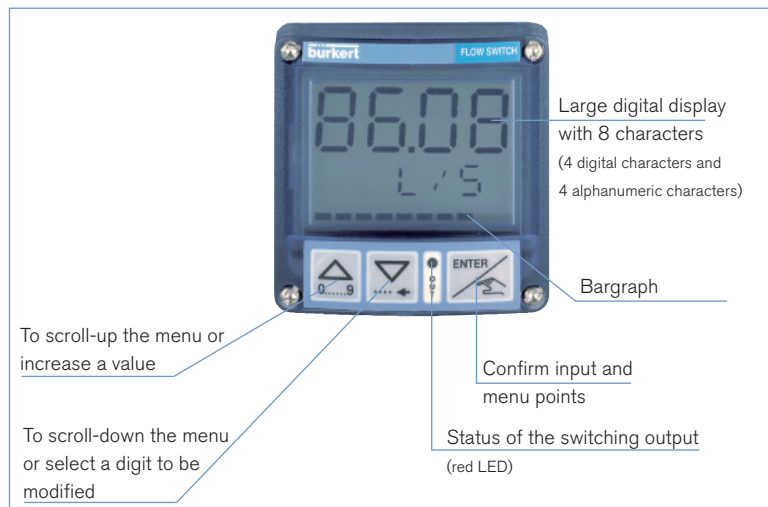 bürkert
FLOW SWITCH
86.08
L/S
0......9
.... ←
OUT
ENTER
Large digital display
with 8 characters
(4 digital characters and
4 alphanumeric characters)
Bargraph
To scroll-up the menu or
increase a value
Confirm input and
menu points
To scroll-down the menu
or select a digit to be
modified
Status of the switching output
(red LED)